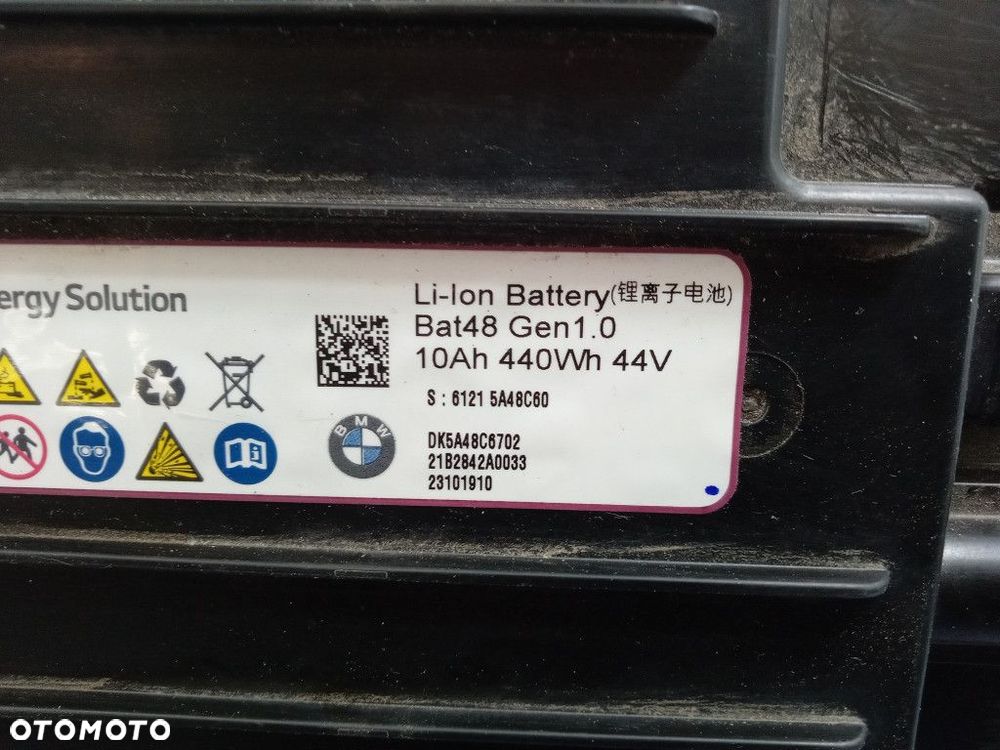 ergy Solution
Li-Ion Battery(锂离子电池)
Bat48 Gen1.0
10Ah 440Wh 44V
S : 6121 5A48C60
BMW
DK5A48C6702
21B2842A0033
23101910
OTOMOTO